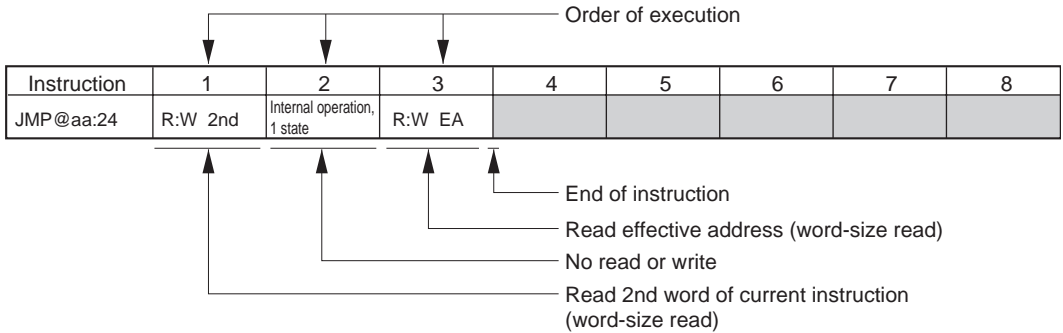 Order of execution
Instruction 1 2 3 4 5 6 7 8
JMP@aa:24 R:W 2nd Internal operation, 1 state R:W EA
End of instruction
Read effective address (word-size read)
No read or write
Read 2nd word of current instruction
(word-size read)